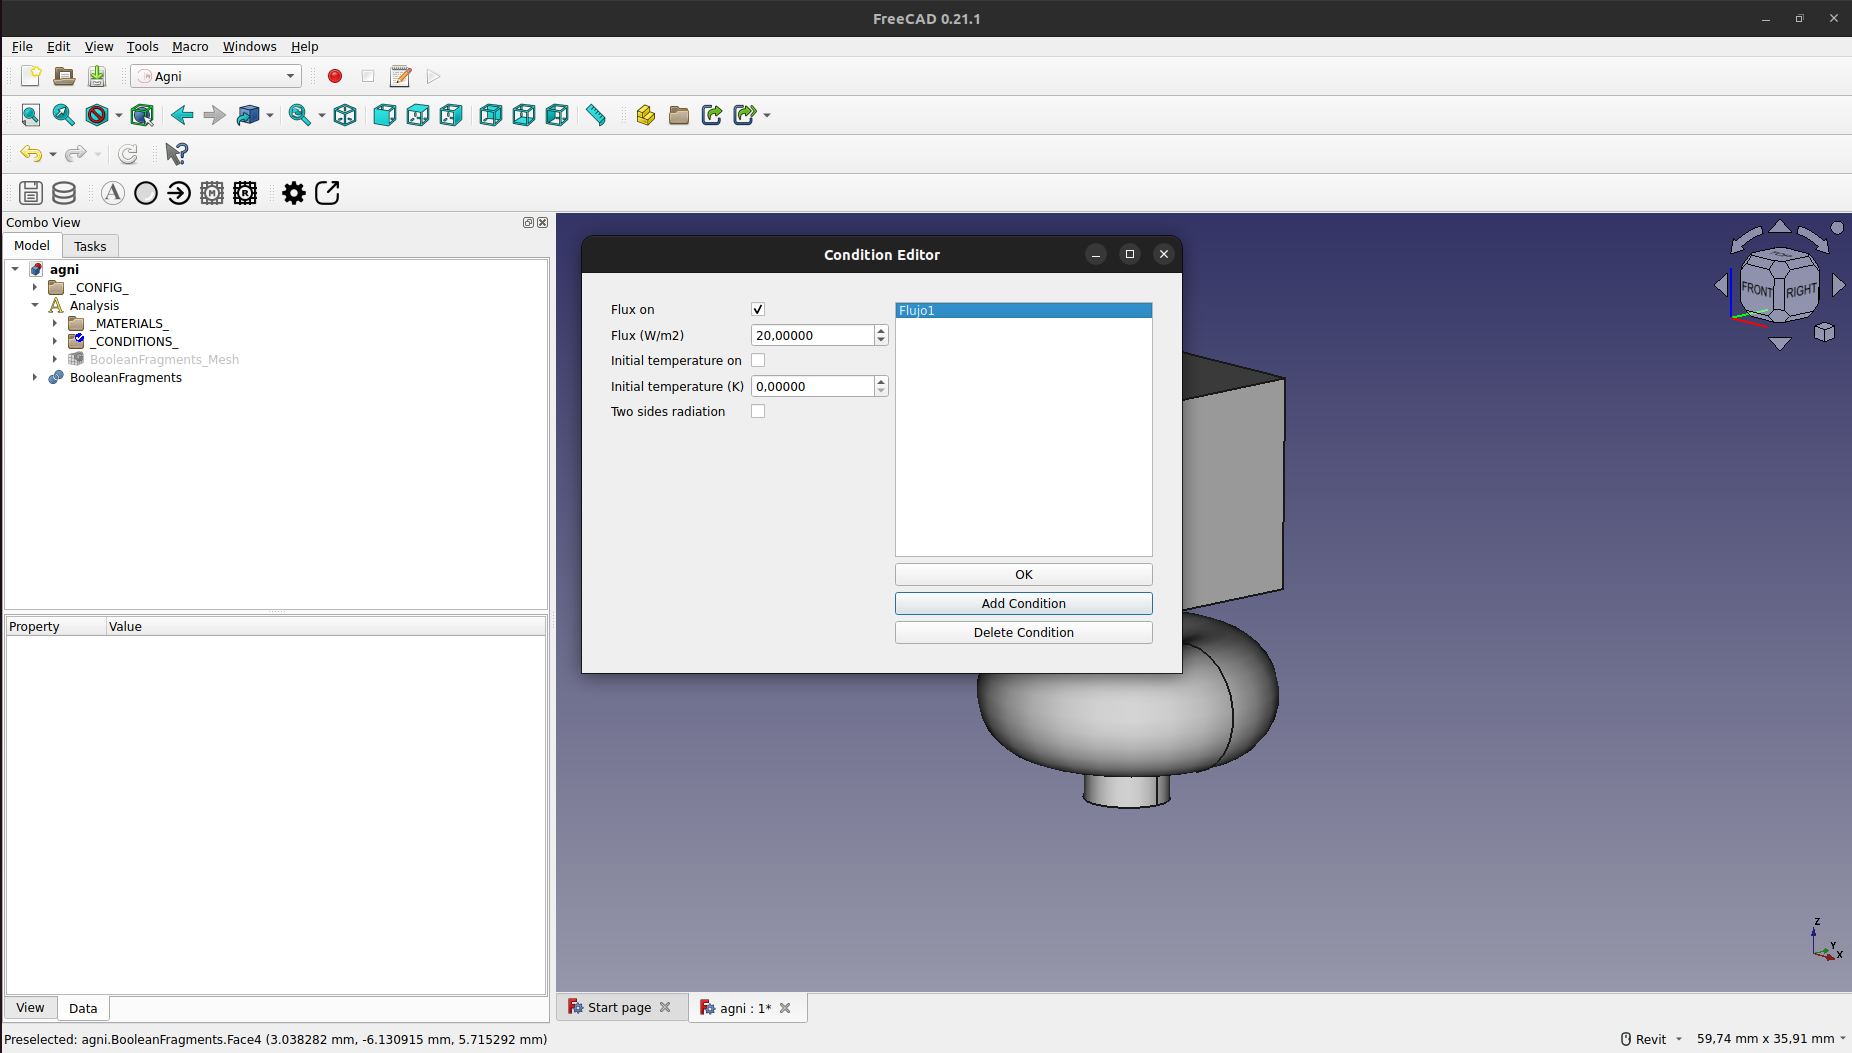 FreeCAD 0.21.1
File Edit View Tools Macro Windows Help
Agni
Combo View
Model Tasks
agni
_CONFIG_
Analysis
_MATERIALS_
_CONDITIONS_
BooleanFragments_Mesh
BooleanFragments
Property Value
View Data
Condition Editor
Flux on
Flux (W/m2) 20,00000
Initial temperature on
Initial temperature (K) 0,00000
Two sides radiation
Flujo1
OK
Add Condition
Delete Condition
TOP
FRONT RIGHT
Z
Y
X
Start page agni : 1*
Preselected: agni.BooleanFragments.Face4 (3.038282 mm, -6.130915 mm, 5.715292 mm)
Revit 59,74 mm x 35,91 mm